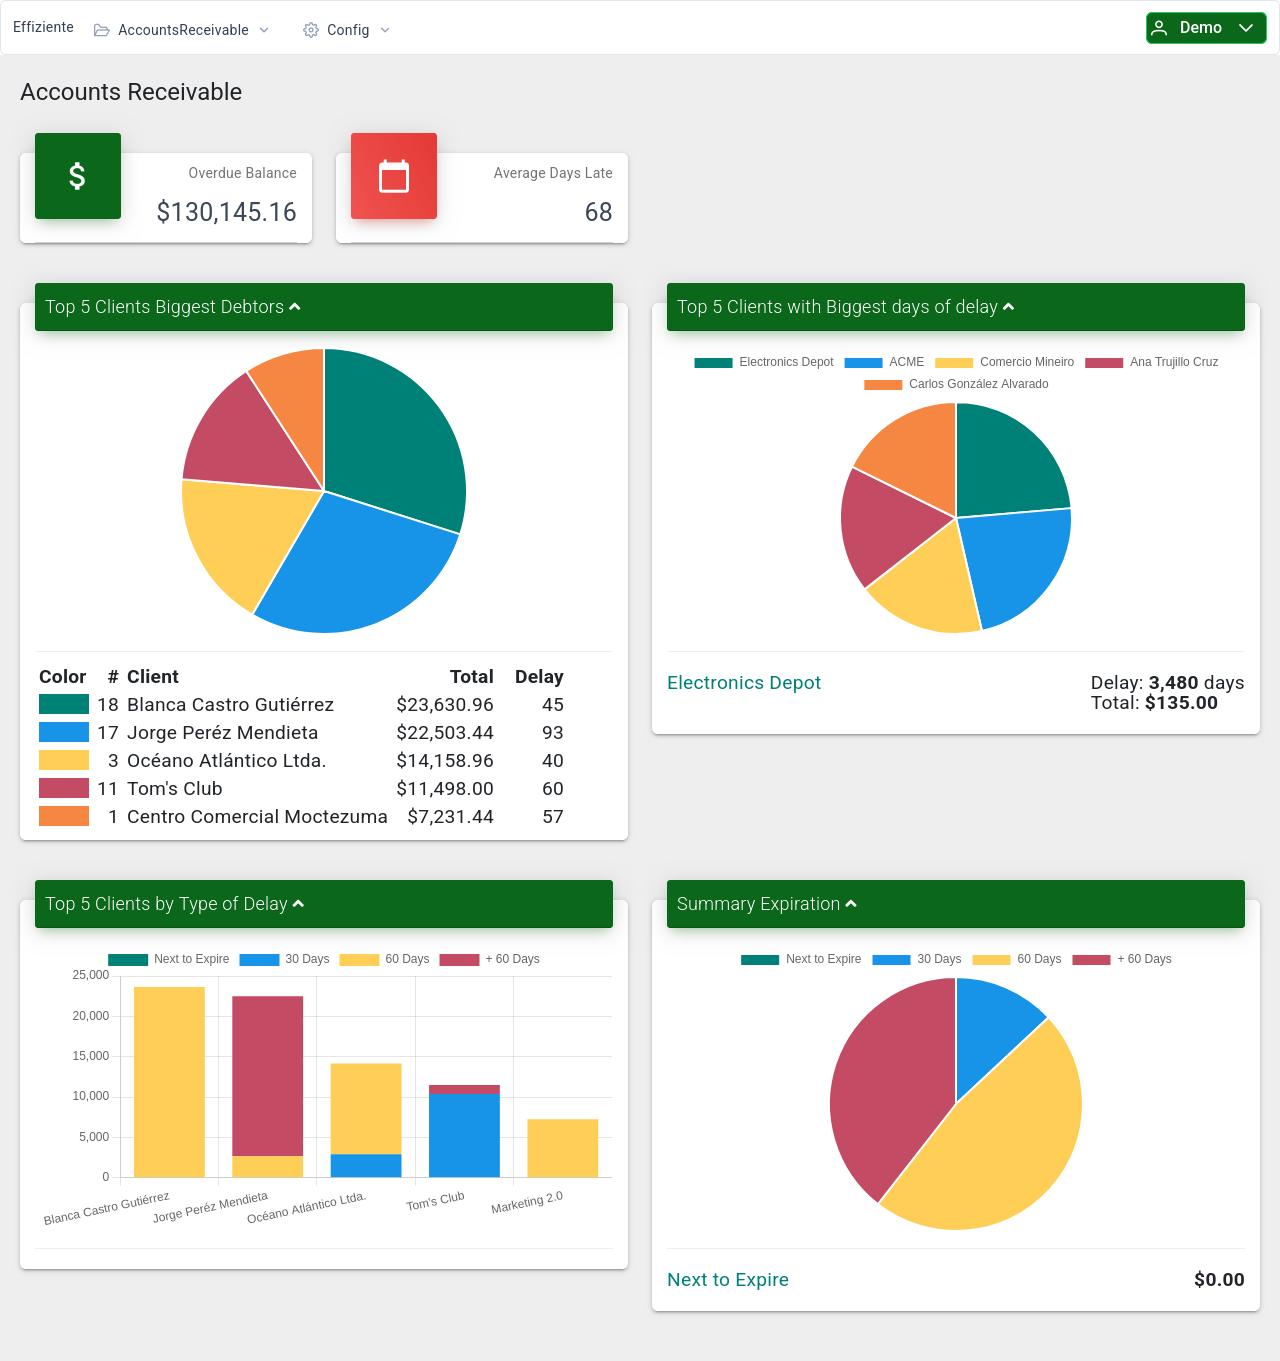 Effiziente AccountsReceivable Config Demo
Accounts Receivable
$ Overdue Balance
$130,145.16
Average Days Late
68
Top 5 Clients Biggest Debtors
Color # Client Total Delay
18 Blanca Castro Gutiérrez $23,630.96 45
17 Jorge Peréz Mendieta $22,503.44 93
3 Océano Atlántico Ltda. $14,158.96 40
11 Tom's Club $11,498.00 60
1 Centro Comercial Moctezuma $7,231.44 57
Top 5 Clients with Biggest days of delay
Electronics Depot ACME Comercio Mineiro Ana Trujillo Cruz
Carlos González Alvarado
Electronics Depot Delay: 3,480 days
Total: $135.00
Top 5 Clients by Type of Delay
Next to Expire 30 Days 60 Days + 60 Days
25,000
20,000
15,000
10,000
5,000
0
Blanca Castro Gutiérrez Jorge Peréz Mendieta Océano Atlántico Ltda. Tom's Club Marketing 2.0
Summary Expiration
Next to Expire 30 Days 60 Days + 60 Days
Next to Expire $0.00